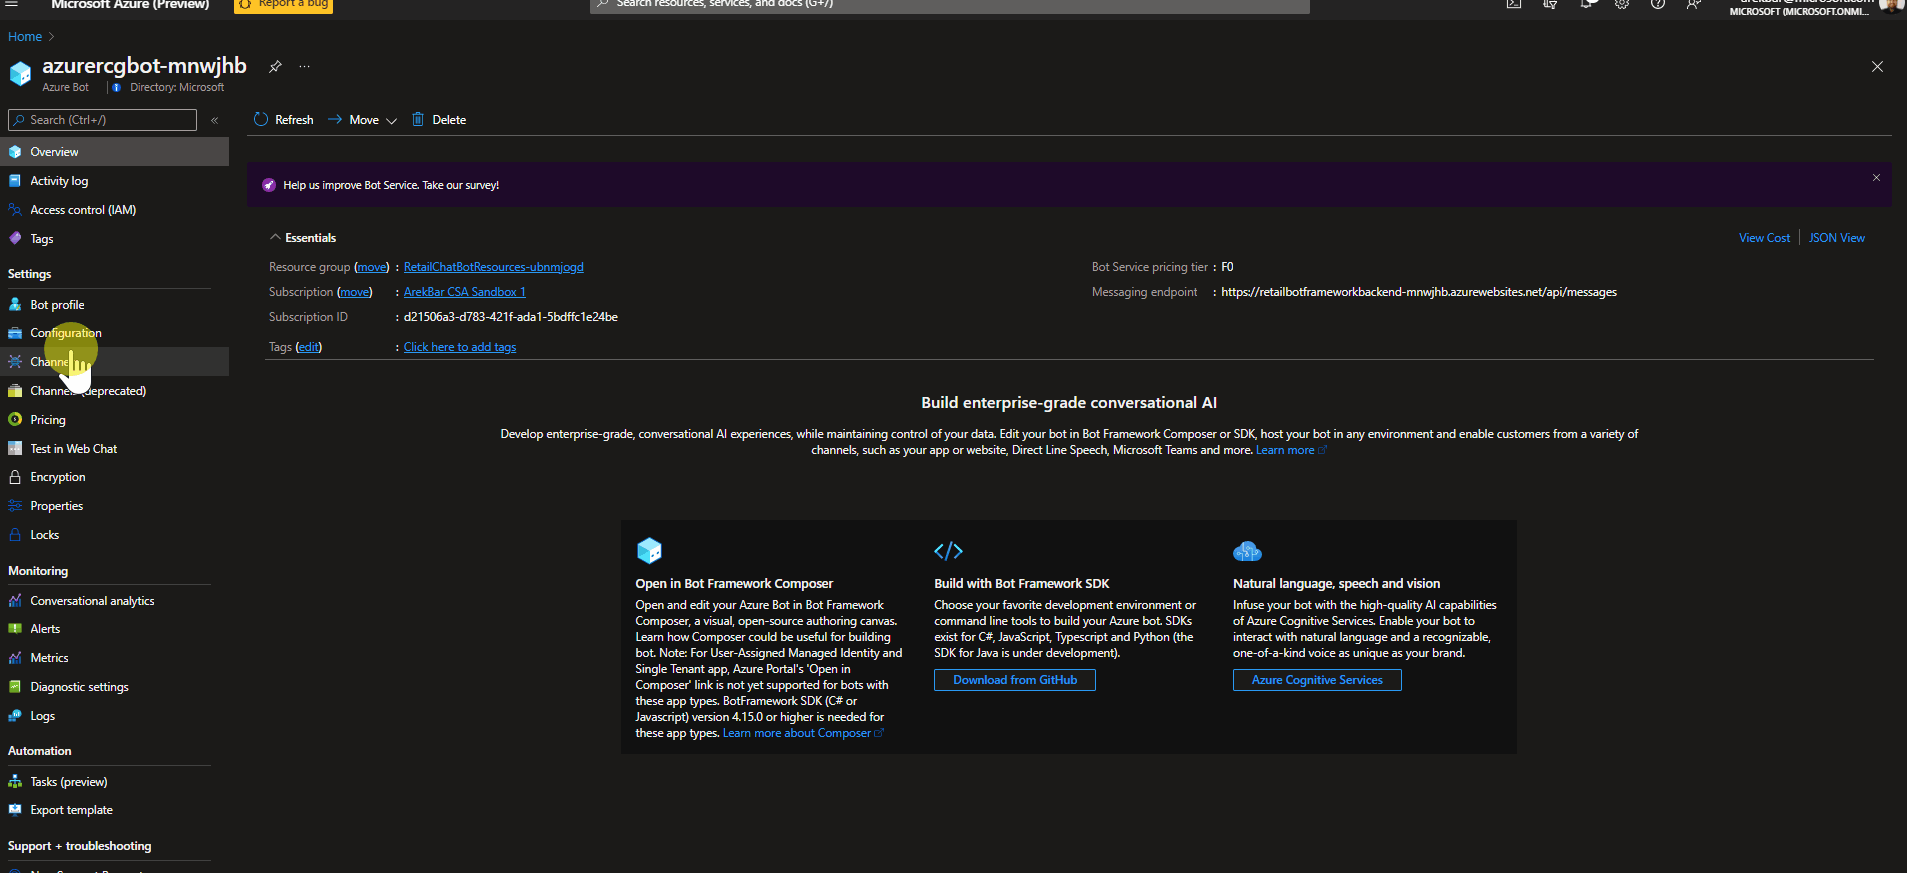 Microsoft Azure (Preview)
Report a bug
Search resources, services, and docs (G+/)
MICROSOFT (MICROSOFT.ONMI...
Home
azurercgbot-mnwjhb
Azure Bot
Directory: Microsoft
Search (Ctrl+/)
Refresh
Move
Delete
Overview
Activity log
Access control (IAM)
Tags
Settings
Bot profile
Configuration
Channels (deprecated)
Pricing
Test in Web Chat
Encryption
Properties
Locks
Monitoring
Conversational analytics
Alerts
Metrics
Diagnostic settings
Logs
Automation
Tasks (preview)
Export template
Support + troubleshooting
Help us improve Bot Service. Take our survey!
Essentials
View Cost
JSON View
Resource group (move) : RetailChatBotResources-ubnmjogd
Subscription (move) : ArekBar CSA Sandbox 1
Subscription ID : d21506a3-d783-421f-ada1-5bdffc1e24be
Tags (edit) : Click here to add tags
Bot Service pricing tier : F0
Messaging endpoint : https://retailbotframeworkbackend-mnwjhb.azurewebsites.net/api/messages
Build enterprise-grade conversational AI
Develop enterprise-grade, conversational AI experiences, while maintaining control of your data. Edit your bot in Bot Framework Composer or SDK, host your bot in any environment and enable customers from a variety of
channels, such as your app or website, Direct Line Speech, Microsoft Teams and more. Learn more
Open in Bot Framework Composer
Open and edit your Azure Bot in Bot Framework
Composer, a visual, open-source authoring canvas.
Learn how Composer could be useful for building
bot. Note: For User-Assigned Managed Identity and
Single Tenant app, Azure Portal's 'Open in
Composer' link is not yet supported for bots with
these app types. BotFramework SDK (C# or
Javascript) version 4.15.0 or higher is needed for
these app types. Learn more about Composer
Build with Bot Framework SDK
Choose your favorite development environment or
command line tools to build your Azure bot. SDKs
exist for C#, JavaScript, Typescript and Python (the
SDK for Java is under development).
Download from GitHub
Natural language, speech and vision
Infuse your bot with the high-quality AI capabilities
of Azure Cognitive Services. Enable your bot to
interact with natural language and a recognizable,
one-of-a-kind voice as unique as your brand.
Azure Cognitive Services